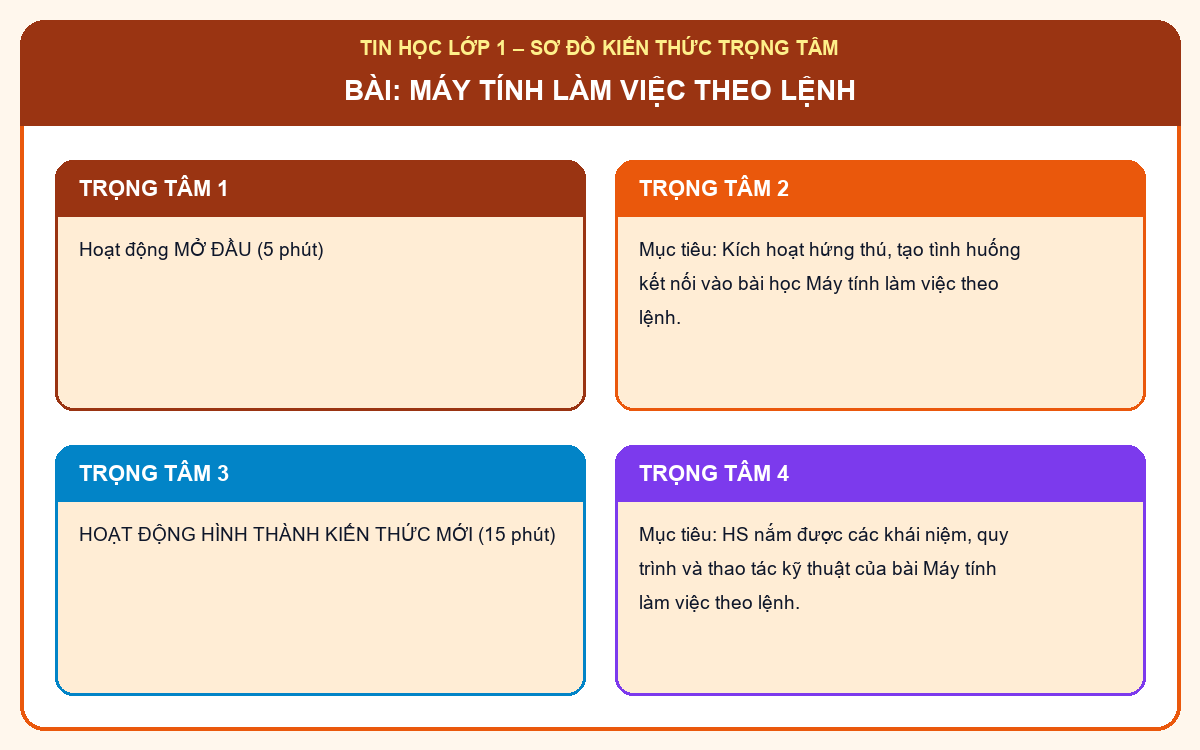 TIN HỌC LỚP 1 – SƠ ĐỒ KIẾN THỨC TRỌNG TÂM
BÀI: MÁY TÍNH LÀM VIỆC THEO LỆNH
TRỌNG TÂM 1
Hoạt động MỞ ĐẦU (5 phút)
TRỌNG TÂM 2
Mục tiêu: Kích hoạt hứng thú, tạo tình huống
kết nối vào bài học Máy tính làm việc theo
lệnh.
TRỌNG TÂM 3
HOẠT ĐỘNG HÌNH THÀNH KIẾN THỨC MỚI (15 phút)
TRỌNG TÂM 4
Mục tiêu: HS nắm được các khái niệm, quy
trình và thao tác kỹ thuật của bài Máy tính
làm việc theo lệnh.